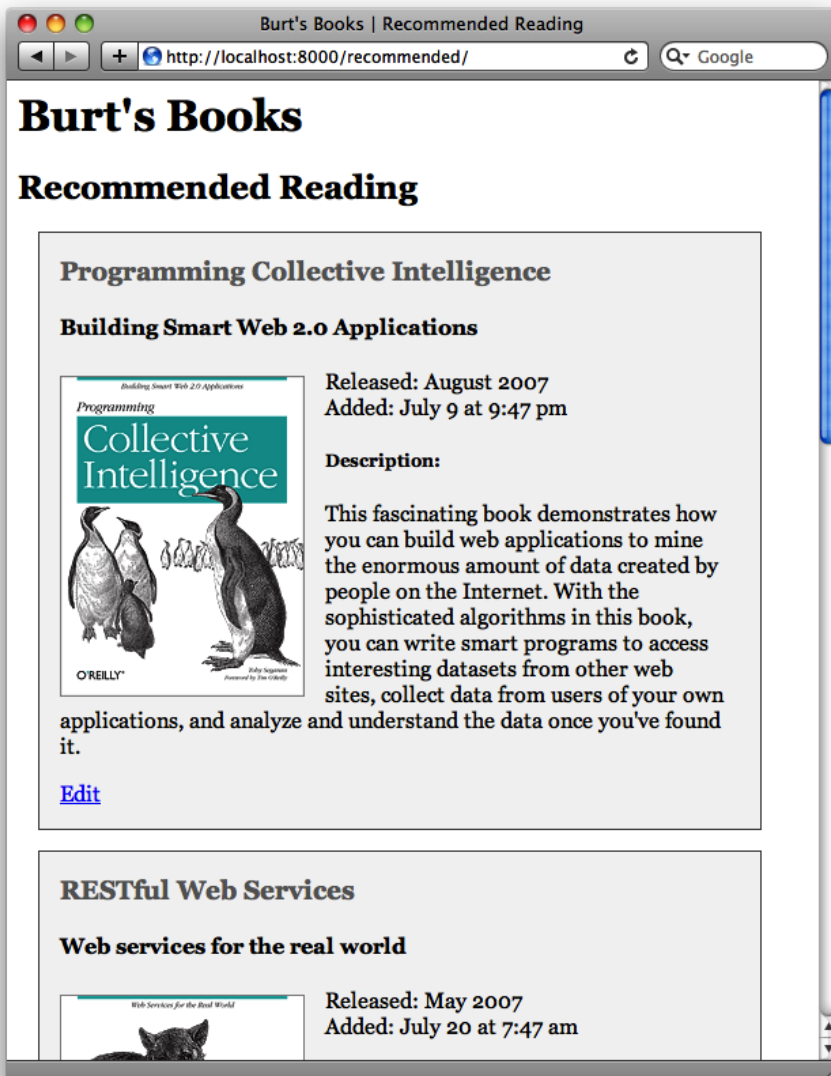 Burt's Books | Recommended Reading
http://localhost:8000/recommended/
Google
Burt's Books
Recommended Reading
Programming Collective Intelligence
Building Smart Web 2.0 Applications
Building Smart Web 2.0 Applications
Programming
Collective
Intelligence
O'REILLY®
Toby Segaran
Foreword by Tim O'Reilly
Released: August 2007
Added: July 9 at 9:47 pm
Description:
This fascinating book demonstrates how
you can build web applications to mine
the enormous amount of data created by
people on the Internet. With the
sophisticated algorithms in this book,
you can write smart programs to access
interesting datasets from other web
sites, collect data from users of your own
applications, and analyze and understand the data once you've found
it.
Edit
RESTful Web Services
Web services for the real world
Web Services for the Real World
Released: May 2007
Added: July 20 at 7:47 am